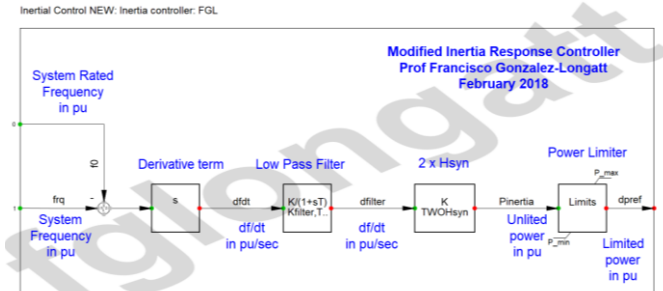 Inertial Control NEW: Inertia controller: FGL
Modified Inertia Response Controller
Prof Francisco Gonzalez-Longatt
February 2018
System Rated
Frequency
in pu
0
f0
Derivative term
Low Pass Filter
2 x Hsyn
Power Limiter
P_max
1
frq
-
s
dfdt
K/(1+sT)
Kfilter,T..
dfilter
K
TWOHsyn
Pinertia
Limits
dpref
P_min
System
Frequency
in pu
df/dt
in pu/sec
df/dt
in pu/sec
Unlited
power
in pu
Limited
power
in pu
fglongatt